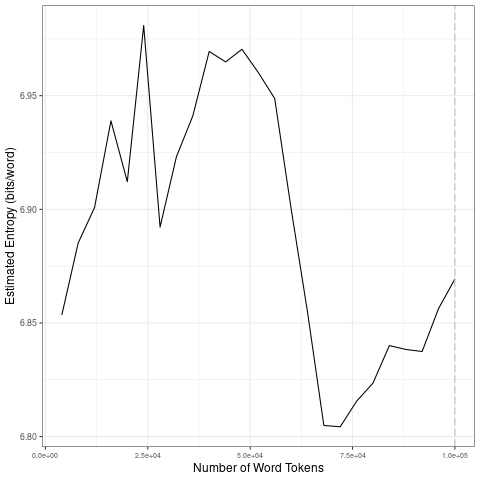 Estimated Entropy (bits/word)
6.95
6.90
6.85
6.80
0.0e+00 2.5e+04 5.0e+04 7.5e+04 1.0e+05
Number of Word Tokens